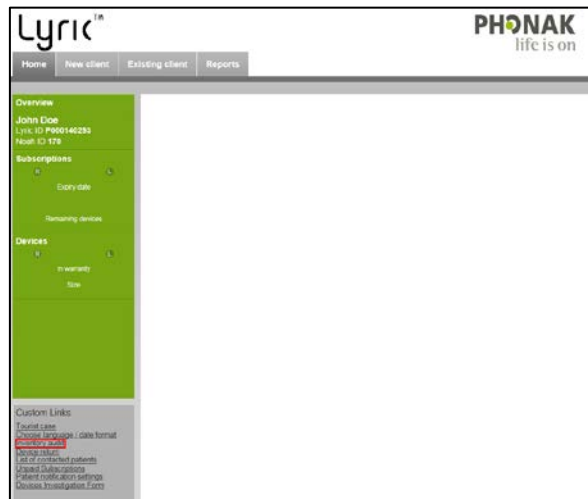 Lyric™
PHONAK
life is on
Home New client Existing client Reports
Overview
John Doe
Lyric ID P000140293
Noah ID 178
Subscriptions
R L
Expiry date
Remaining devices
Devices
R L
In warranty
Size
Custom Links
Tourist case
Choose language / date format
Inventory audit
Device return
List of contacted patients
Unpaid Subscriptions
Patient notification settings
Devices Investigation Form